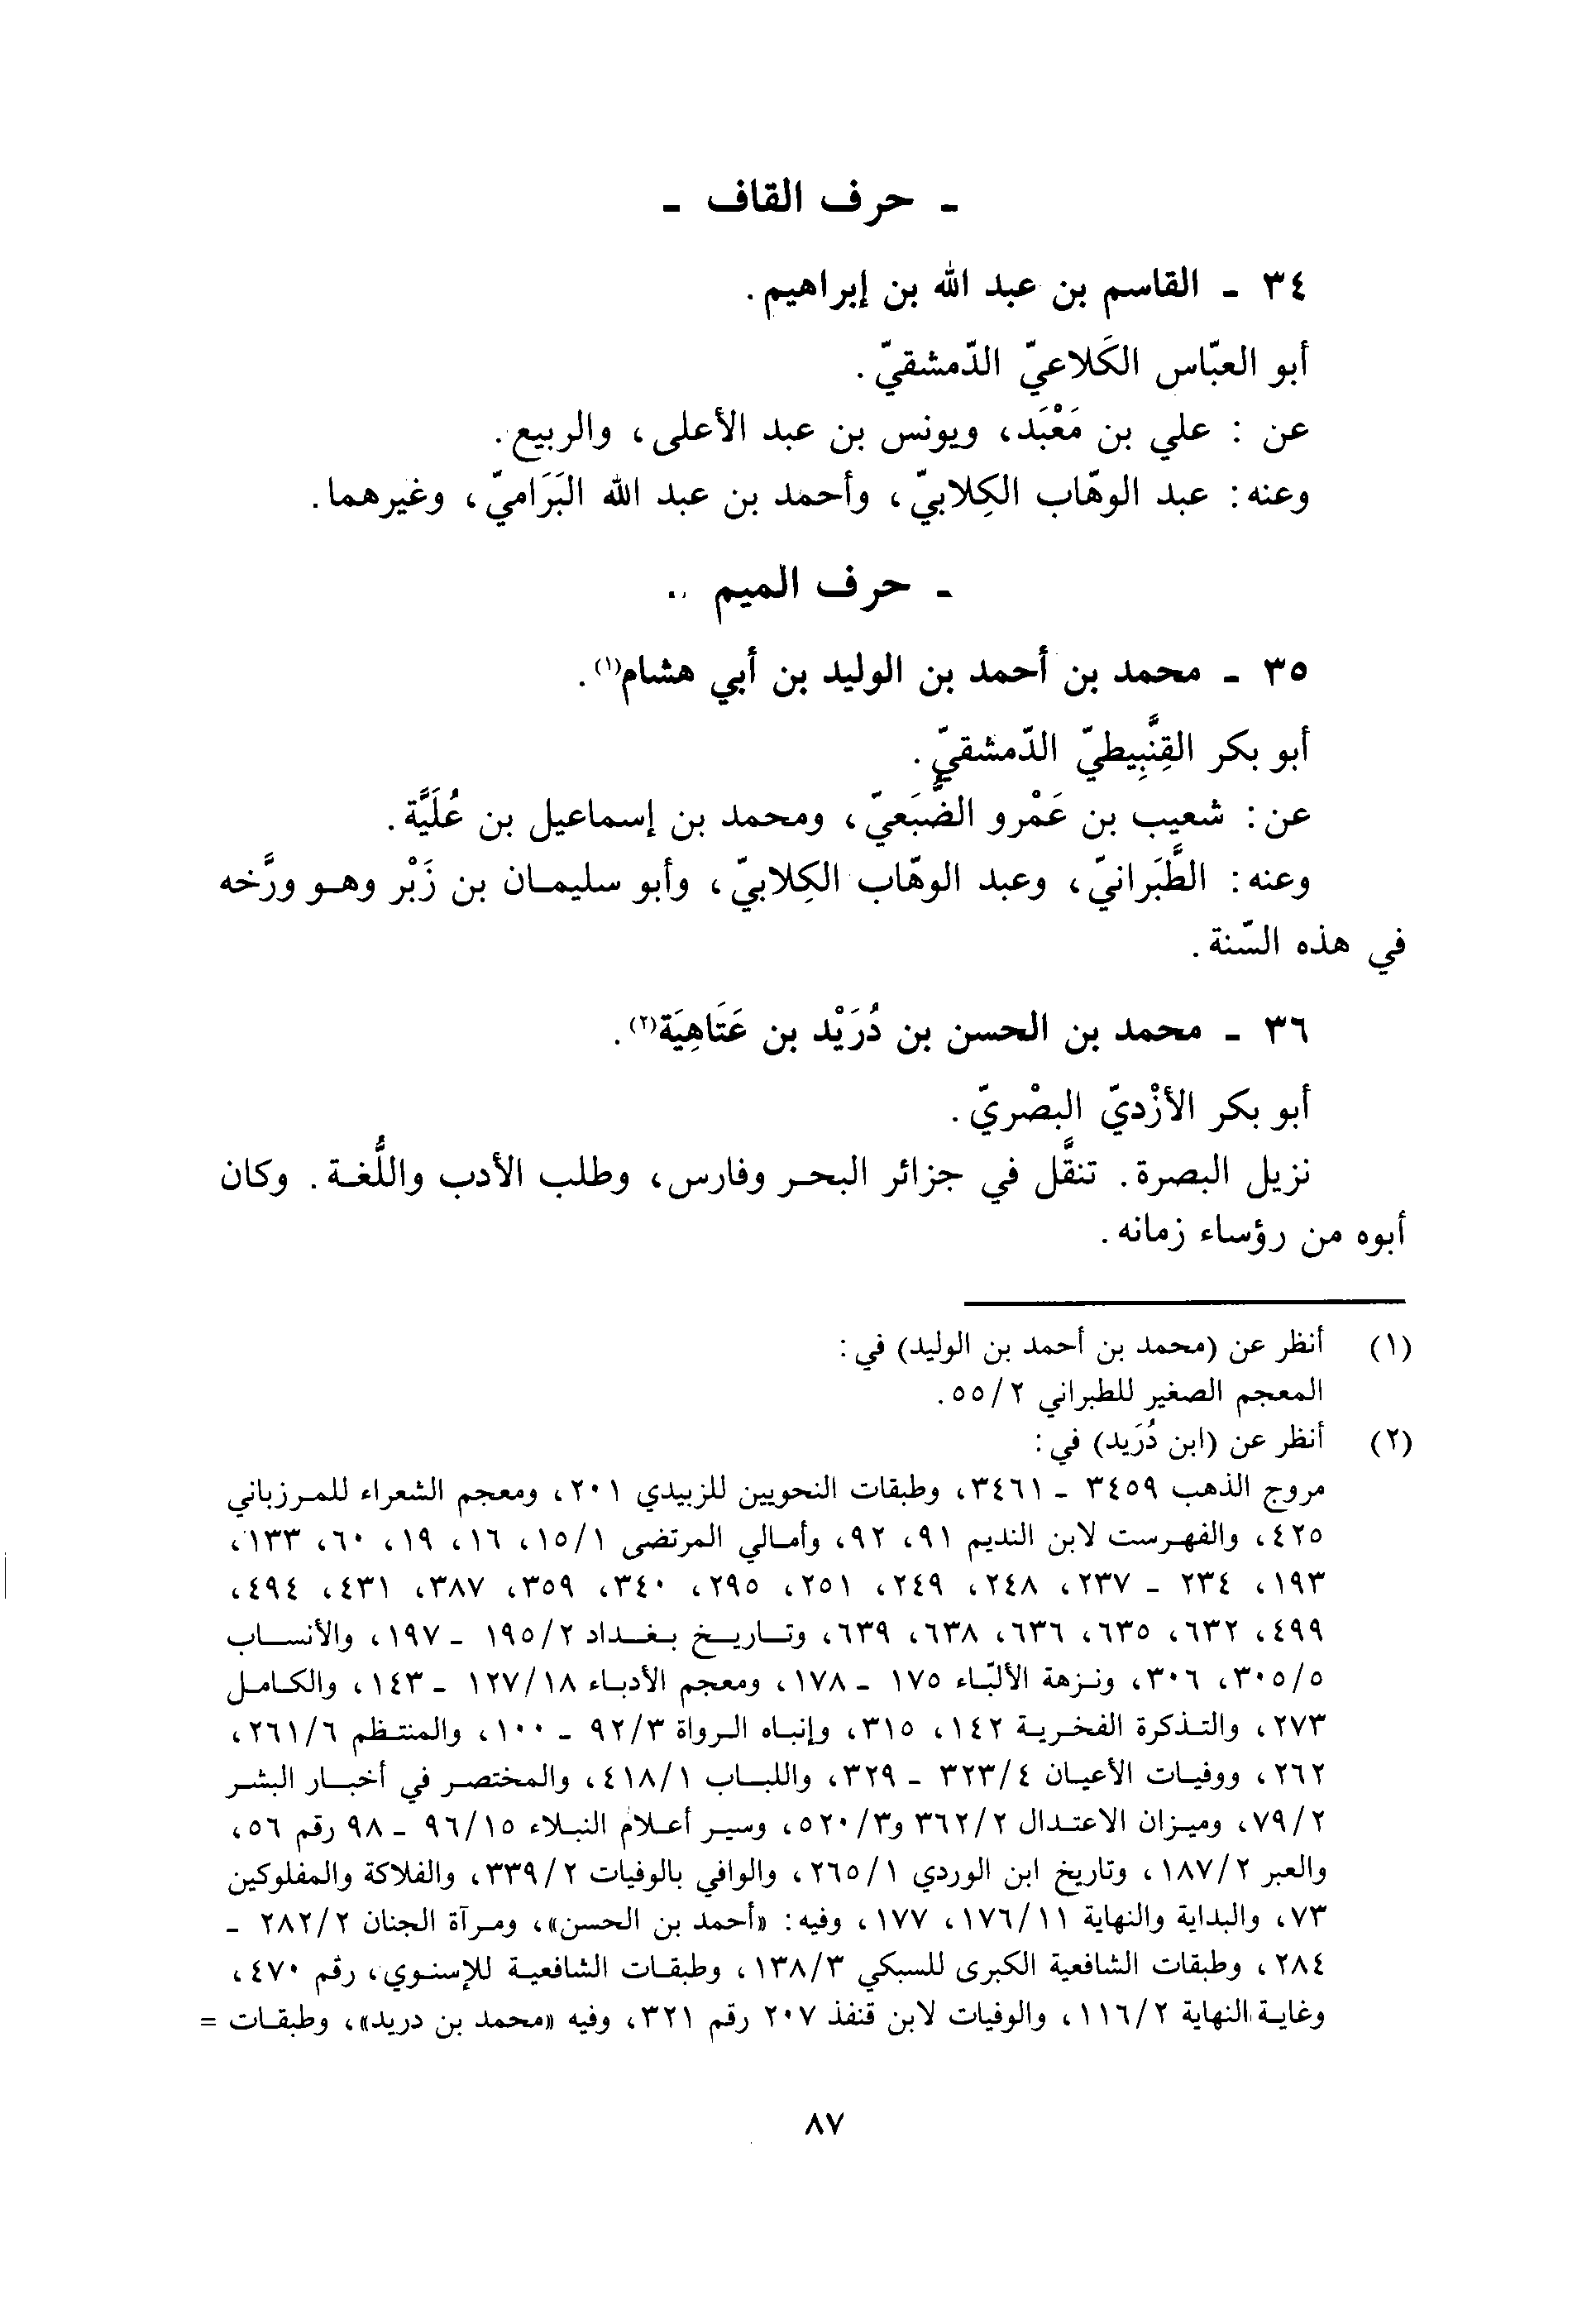 - حرف القاف -
٣٤ - القاسم بن عبد الله بن إبراهيم.
أبو العبّاس الكَلاعيّ الدّمشقيّ.
عن: علي بن مَعْبَد، ويونس بن عبد الأعلى، والربيع.
وعنه: عبد الوهّاب الكِلابيّ، وأحمد بن عبد الله البَرَاميّ، وغيرهما.
- حرف الميم -
٣٥ - محمد بن أحمد بن الوليد بن أبي هشام(١).
أبو بكر القِنَّبِيطيّ الدّمشقيّ.
عن: شعيب بن عَمْرو الضُّبَعيّ، ومحمد بن إسماعيل بن عُلَيَّة.
وعنه: الطَّبَرانيّ، وعبد الوهّاب الكِلابيّ، وأبو سليمان بن زَبْر وهو ورَّخه
في هذه السّنة.
٣٦ - محمد بن الحسن بن دُرَيْد بن عَتَاهِيَة(٢).
أبو بكر الأزْديّ البصْريّ.
نزيل البصرة. تنقَّل في جزائر البحر وفارس، وطلب الأدب واللُّغة. وكان
أبوه من رؤساء زمانه.
(١) أنظر عن (محمد بن أحمد بن الوليد) في:
المعجم الصغير للطبراني ٥٥/٢.
(٢) أنظر عن (ابن دُرَيد) في:
مروج الذهب ٣٤٥٩ - ٣٤٦١، وطبقات النحويين للزبيدي ٢٠١، ومعجم الشعراء للمرزباني
٤٢٥، والفهرست لابن النديم ٩١، ٩٢، وأمالي المرتضى ١٥/١، ١٦، ١٩، ٦٠، ١٣٣،
١٩٣، ٢٣٤ - ٢٣٧، ٢٤٨، ٢٤٩، ٢٥١، ٢٩٥، ٣٤٠، ٣٥٩، ٣٨٧، ٤٣١، ٤٩٤،
٤٩٩، ٦٣٢، ٦٣٥، ٦٣٦، ٦٣٨، ٦٣٩، وتاريخ بغداد ١٩٥/٢ - ١٩٧، والأنساب
٣٠٥/٥، ٣٠٦، ونزهة الألبّاء ١٧٥ - ١٧٨، ومعجم الأدباء ١٢٧/١٨ - ١٤٣، والكامل
٢٧٣، والتذكرة الفخرية ١٤٢، ٣١٥، وإنباه الرواة ٩٢/٣ - ١٠٠، والمنتظم ٢٦١/٦،
٢٦٢، ووفيات الأعيان ٣٢٣/٤ - ٣٢٩، واللباب ٤١٨/١، والمختصر في أخبار البشر
٧٩/٢، وميزان الاعتدال ٣٦٢/٢ و٥٢٠/٣، وسير أعلام النبلاء ٩٦/١٥ - ٩٨ رقم ٥٦،
والعبر ١٨٧/٢، وتاريخ ابن الوردي ٢٦٥/١، والوافي بالوفيات ٣٣٩/٢، والفلاكة والمفلوكين
٧٣، والبداية والنهاية ١٧٦/١١، ١٧٧، وفيه: «أحمد بن الحسن»، ومرآة الجنان ٢٨٢/٢ -
٢٨٤، وطبقات الشافعية الكبرى للسبكي ١٣٨/٣، وطبقات الشافعية للإسنوي، رقم ٤٧٠،
وغاية النهاية ١١٦/٢، والوفيات لابن قنفذ ٢٠٧ رقم ٣٢١، وفيه «محمد بن دريد»، وطبقات =
٨٧